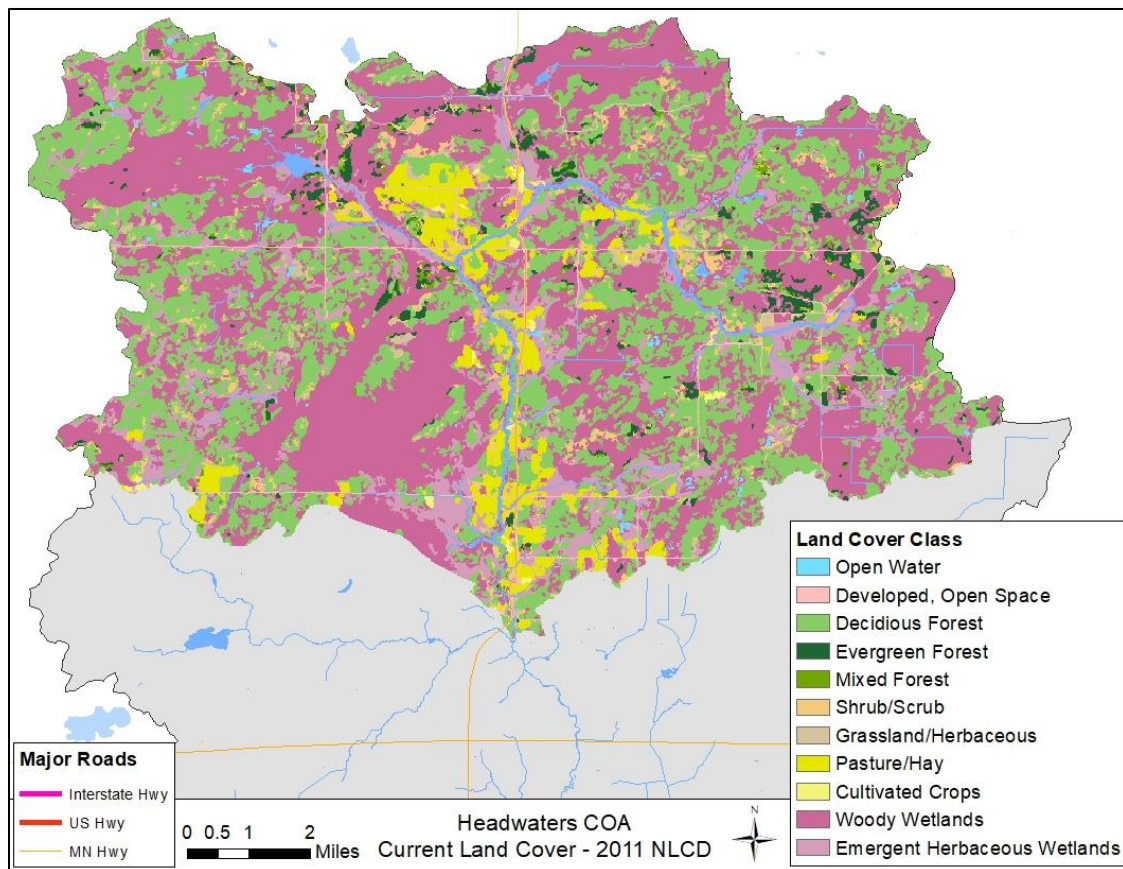 Land Cover Class
Open Water
Developed, Open Space
Decidious Forest
Evergreen Forest
Mixed Forest
Shrub/Scrub
Grassland/Herbaceous
Pasture/Hay
Cultivated Crops
Woody Wetlands
Emergent Herbaceous Wetlands
Major Roads
Interstate Hwy
US Hwy
MN Hwy
0 0.5 1 2
Miles
Headwaters COA
Current Land Cover - 2011 NLCD
N